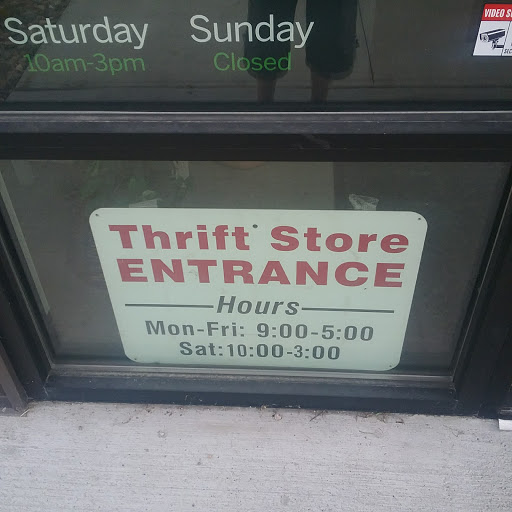 Saturday Sunday
10am-3pm Closed
VIDEO
Thrift Store
ENTRANCE
Hours
Mon-Fri: 9:00-5:00
Sat:10:00-3:00